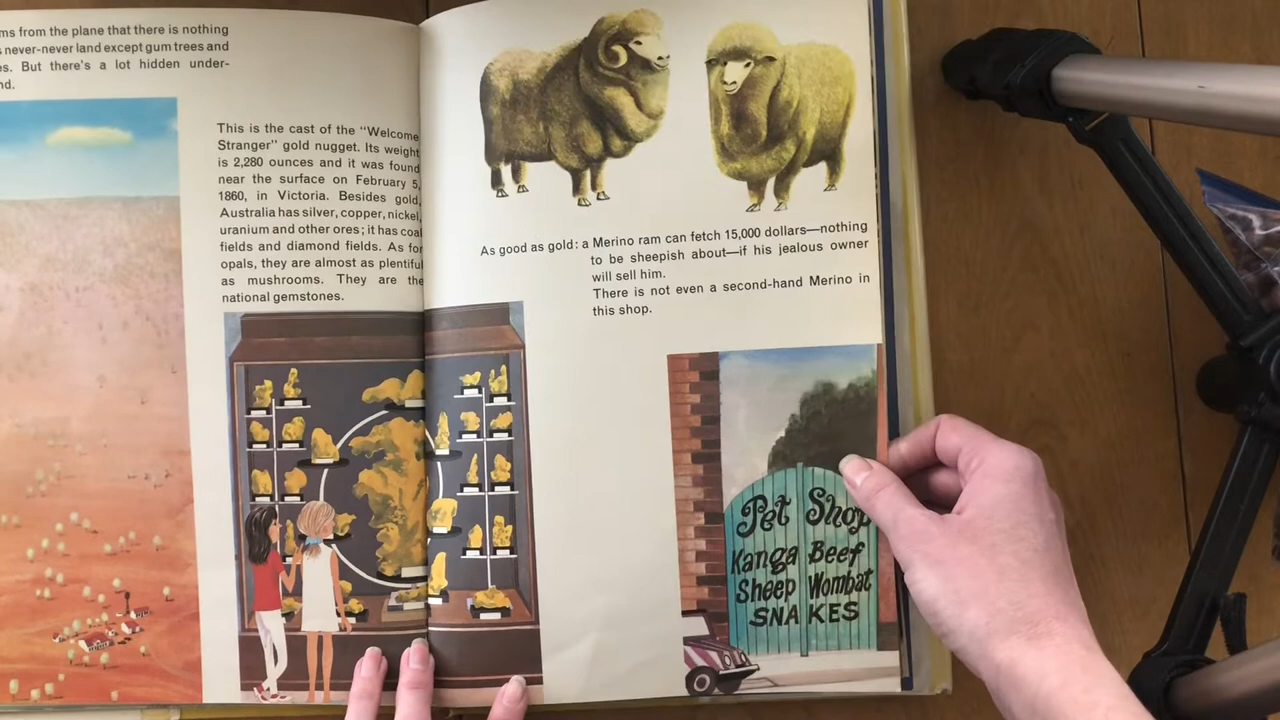 ms from the plane that there is nothing
never-never land except gum trees and
es. But there's a lot hidden under-
nd.
This is the cast of the "Welcome
Stranger" gold nugget. Its weight
is 2,280 ounces and it was found
near the surface on February 5,
1860, in Victoria. Besides gold,
Australia has silver, copper, nickel,
uranium and other ores; it has coal
fields and diamond fields. As for
opals, they are almost as plentiful
as mushrooms. They are the
national gemstones.
As good as gold: a Merino ram can fetch 15,000 dollars—nothing
to be sheepish about—if his jealous owner
will sell him.
There is not even a second-hand Merino in
this shop.
Pet Shop
Kanga Beef
Sheep Wombat
SNAKES